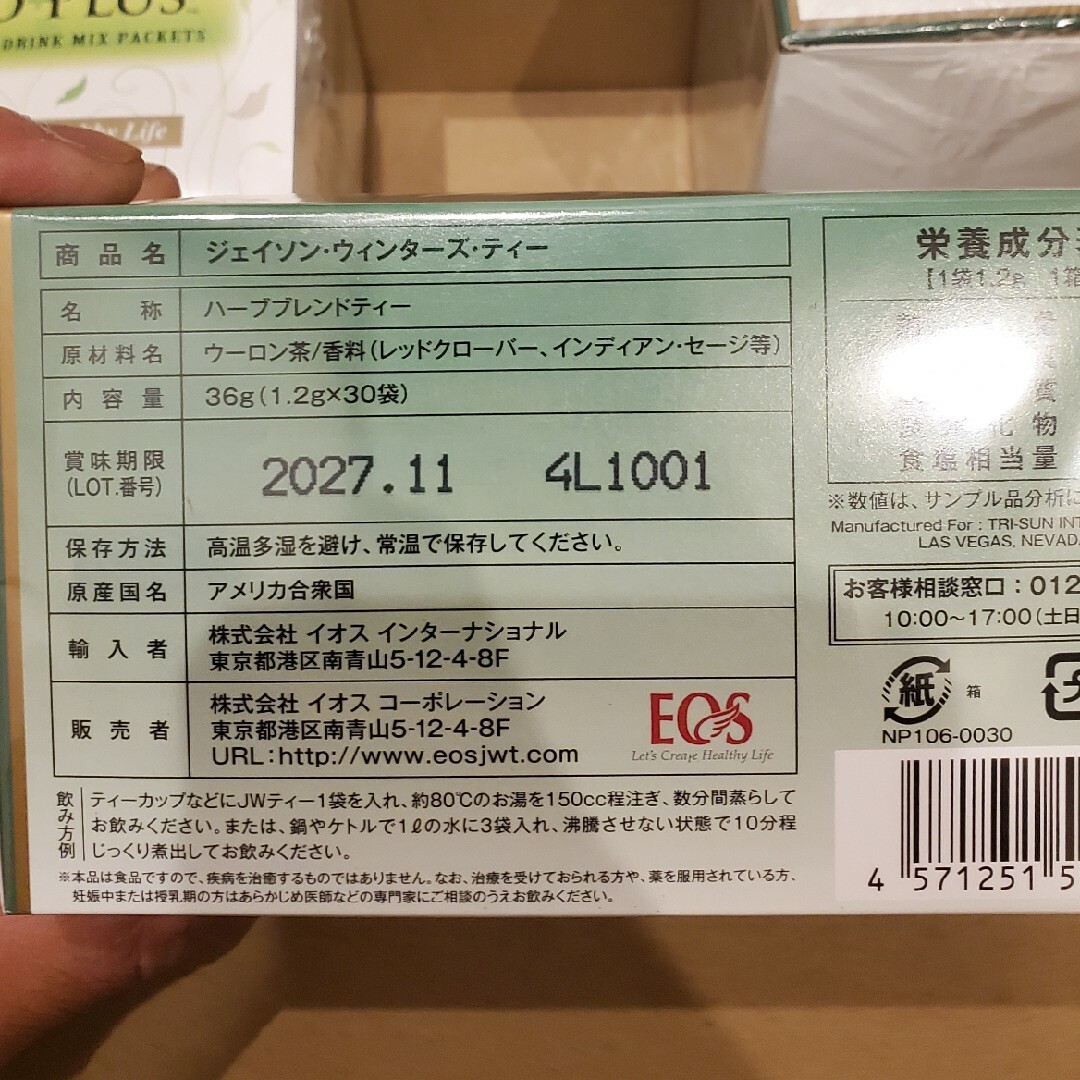 DRINK MIX PACKETS
Life
商品名 ジェイソン・ウィンターズ・ティー
名称 ハーブブレンドティー
原材料名 ウーロン茶/香料(レッドクローバー、インディアン・セージ等)
内容量 36g(1.2g×30袋)
賞味期限
(LOT.番号)
2027.11 4L1001
保存方法 高温多湿を避け、常温で保存してください。
原産国名 アメリカ合衆国
輸入者 株式会社 イオス インターナショナル
東京都港区南青山5-12-4-8F
販売者 株式会社 イオス コーポレーション
東京都港区南青山5-12-4-8F
URL:http://www.eosjwt.com
EOS
Let's Create Healthy Life
飲み方例
ティーカップなどにJWティー1袋を入れ、約80℃のお湯を150cc程注ぎ、数分間蒸らして
お飲みください。または、鍋やケトルで1ℓの水に3袋入れ、沸騰させない状態で10分程
じっくり煮出してお飲みください。
※本品は食品ですので、疾病を治癒するものではありません。なお、治療を受けておられる方や、薬を服用されている方、
妊娠中または授乳期の方はあらかじめ医師などの専門家にご相談のうえお飲みください。
栄養成分
【1袋1.2g 1箱
食塩相当量
※数値は、サンプル品分析に
Manufactured For : TRI-SUN INT
LAS VEGAS, NEVADA
お客様相談窓口:012
10:00~17:00(土日
紙 箱
NP106-0030
4 571251 5